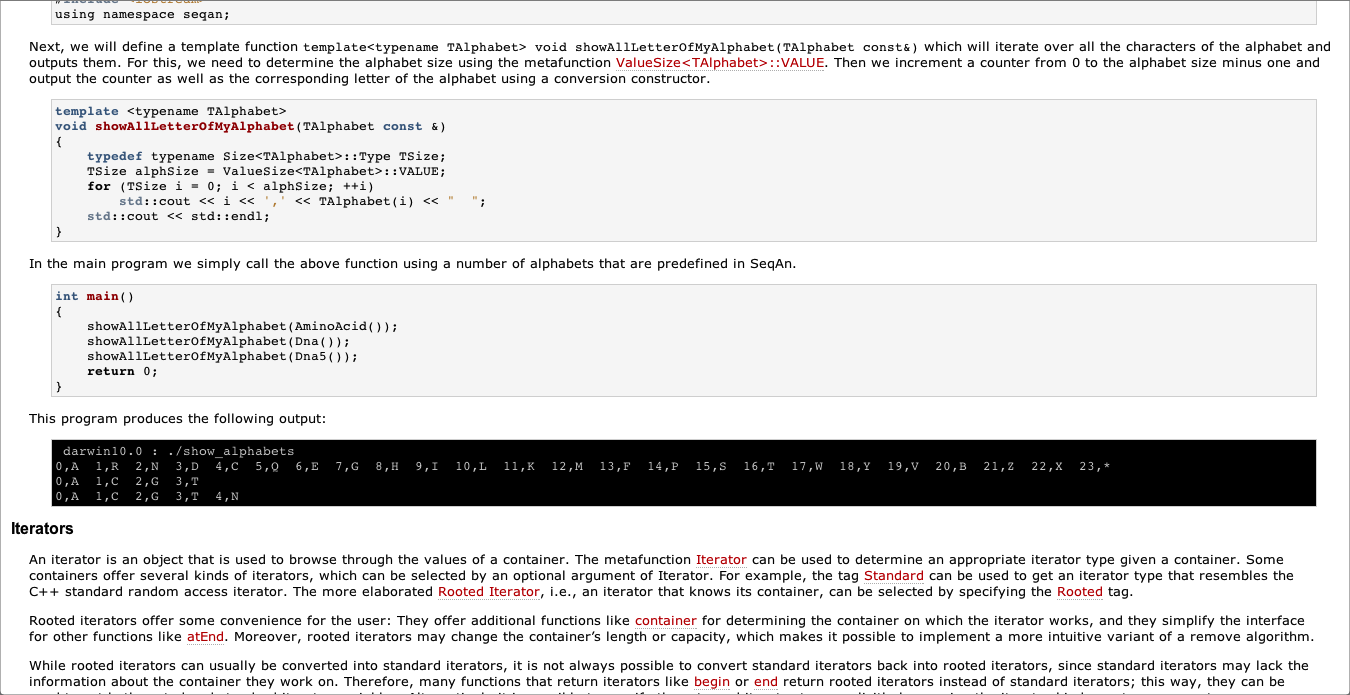 #include <iostream>
using namespace seqan;
Next, we will define a template function template<typename TAlphabet> void showAllLetterOfMyAlphabet(TAlphabet const&) which will iterate over all the characters of the alphabet and
outputs them. For this, we need to determine the alphabet size using the metafunction ValueSize<TAlphabet>::VALUE. Then we increment a counter from 0 to the alphabet size minus one and
output the counter as well as the corresponding letter of the alphabet using a conversion constructor.
template <typename TAlphabet>
void showAllLetterOfMyAlphabet(TAlphabet const &)
{
    typedef typename Size<TAlphabet>::Type TSize;
    TSize alphSize = ValueSize<TAlphabet>::VALUE;
    for (TSize i = 0; i < alphSize; ++i)
        std::cout << i << ',' << TAlphabet(i) << "  ";
    std::cout << std::endl;
}
In the main program we simply call the above function using a number of alphabets that are predefined in SeqAn.
int main()
{
    showAllLetterOfMyAlphabet(AminoAcid());
    showAllLetterOfMyAlphabet(Dna());
    showAllLetterOfMyAlphabet(Dna5());
    return 0;
}
This program produces the following output:
darwin10.0 : ./show_alphabets
0,A  1,R  2,N  3,D  4,C  5,Q  6,E  7,G  8,H  9,I  10,L  11,K  12,M  13,F  14,P  15,S  16,T  17,W  18,Y  19,V  20,B  21,Z  22,X  23,*
0,A  1,C  2,G  3,T
0,A  1,C  2,G  3,T  4,N
Iterators
An iterator is an object that is used to browse through the values of a container. The metafunction Iterator can be used to determine an appropriate iterator type given a container. Some
containers offer several kinds of iterators, which can be selected by an optional argument of Iterator. For example, the tag Standard can be used to get an iterator type that resembles the
C++ standard random access iterator. The more elaborated Rooted Iterator, i.e., an iterator that knows its container, can be selected by specifying the Rooted tag.
Rooted iterators offer some convenience for the user: They offer additional functions like container for determining the container on which the iterator works, and they simplify the interface
for other functions like atEnd. Moreover, rooted iterators may change the container's length or capacity, which makes it possible to implement a more intuitive variant of a remove algorithm.
While rooted iterators can usually be converted into standard iterators, it is not always possible to convert standard iterators back into rooted iterators, since standard iterators may lack the
information about the container they work on. Therefore, many functions that return iterators like begin or end return rooted iterators instead of standard iterators; this way, they can be